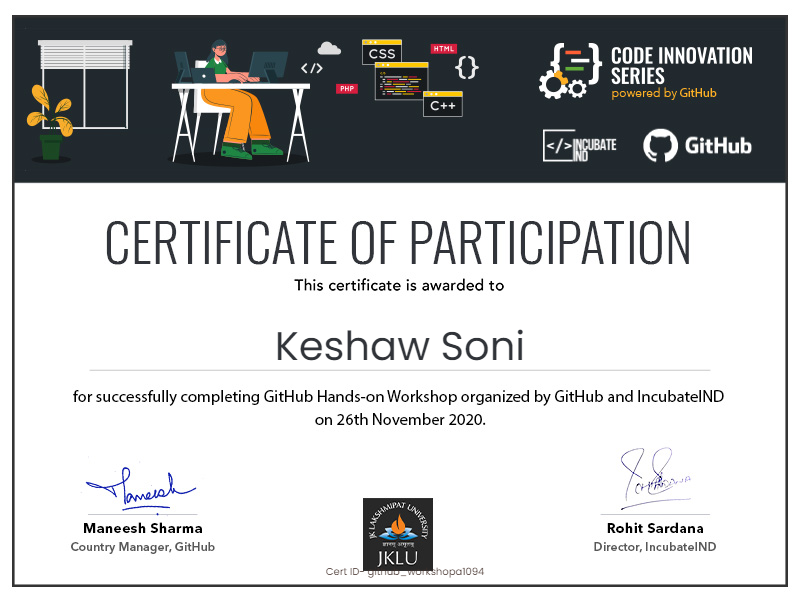 CSS
HTML
</>
{}
PHP
C++
CODE INNOVATION
SERIES
powered by GitHub
</>INCUBATE
IND
GitHub
CERTIFICATE OF PARTICIPATION
This certificate is awarded to
Keshaw Soni
for successfully completing GitHub Hands-on Workshop organized by GitHub and IncubateIND
on 26th November 2020.
Maneesh
Maneesh Sharma
Country Manager, GitHub
JK LAKSHMIPAT UNIVERSITY
JKLU
Rohit Sardana
Director, IncubateIND
Cert ID- github_workshopa1094